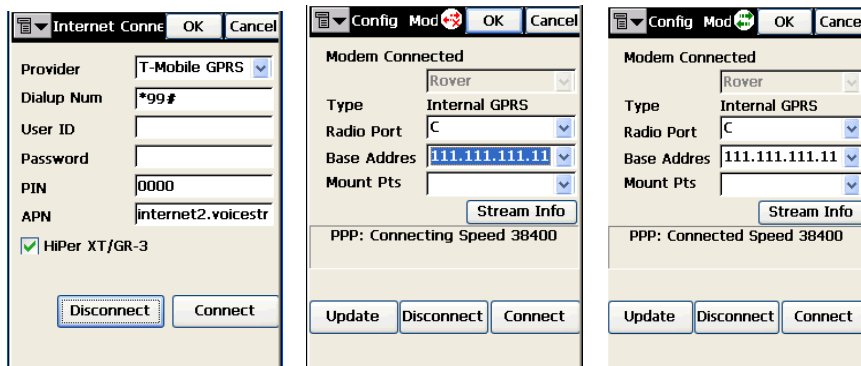 Internet Conne OK Cancel
Provider T-Mobile GPRS
Dialup Num *99#
User ID
Password
PIN 0000
APN internet2.voicestr
HiPer XT/GR-3
Disconnect Connect
Config Mod OK Cancel
Modem Connected
Rover
Type Internal GPRS
Radio Port C
Base Addres 111.111.111.11
Mount Pts
Stream Info
PPP: Connecting Speed 38400
Update Disconnect Connect
Config Mod OK Cance
Modem Connected
Rover
Type Internal GPRS
Radio Port C
Base Addres 111.111.111.11
Mount Pts
Stream Info
PPP: Connected Speed 38400
Update Disconnect Connect